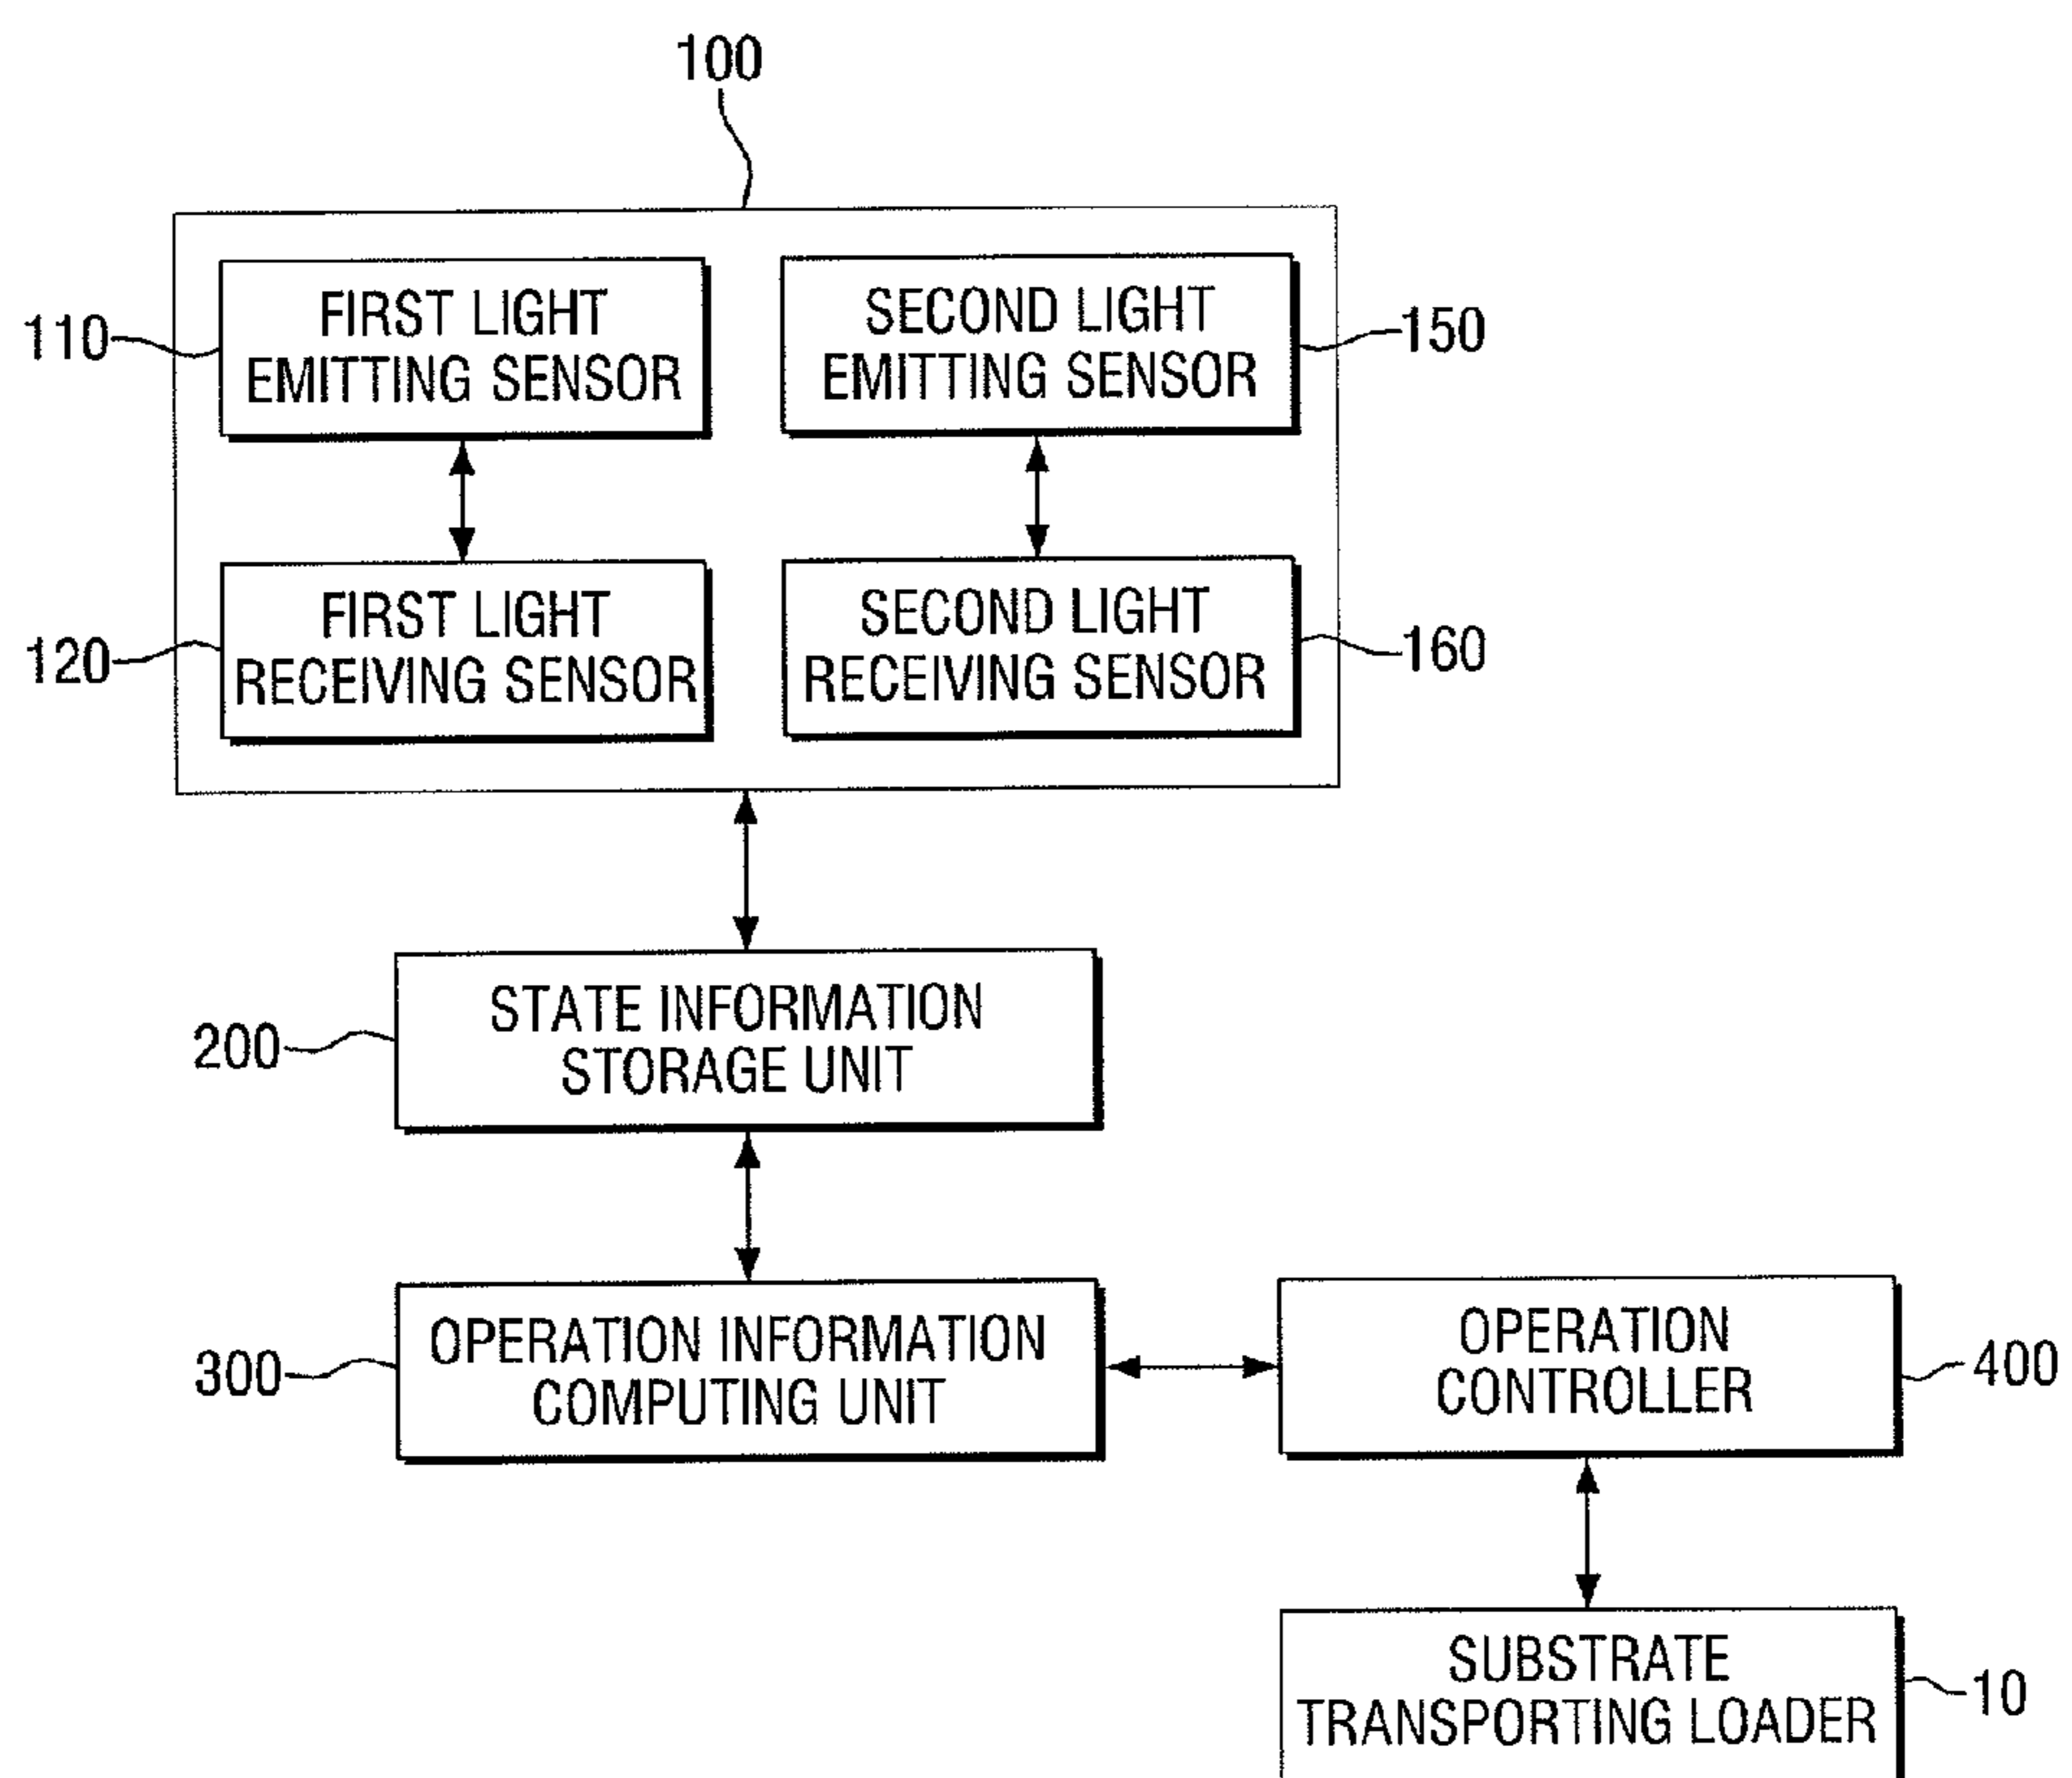 100
110
FIRST LIGHT
EMITTING SENSOR
SECOND LIGHT
EMITTING SENSOR
150
120
FIRST LIGHT
RECEIVING SENSOR
SECOND LIGHT
RECEIVING SENSOR
160
200
STATE INFORMATION
STORAGE UNIT
300
OPERATION INFORMATION
COMPUTING UNIT
OPERATION
CONTROLLER
400
SUBSTRATE
TRANSPORTING LOADER
10